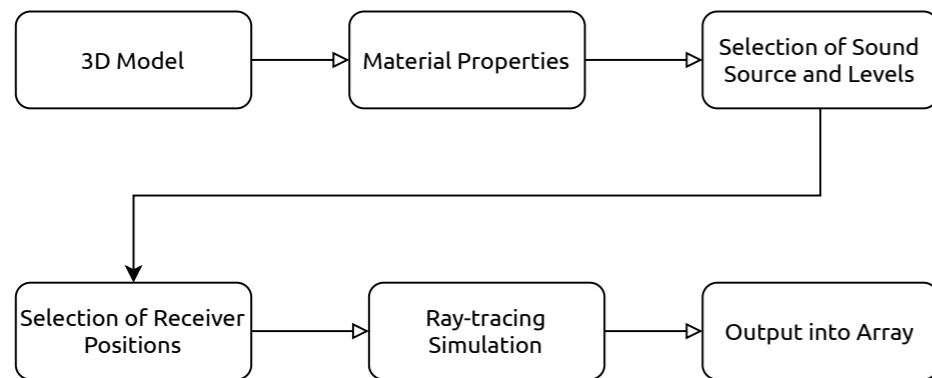 3D Model
Material Properties
Selection of Sound
Source and Levels
Selection of Receiver
Positions
Ray-tracing
Simulation
Output into Array